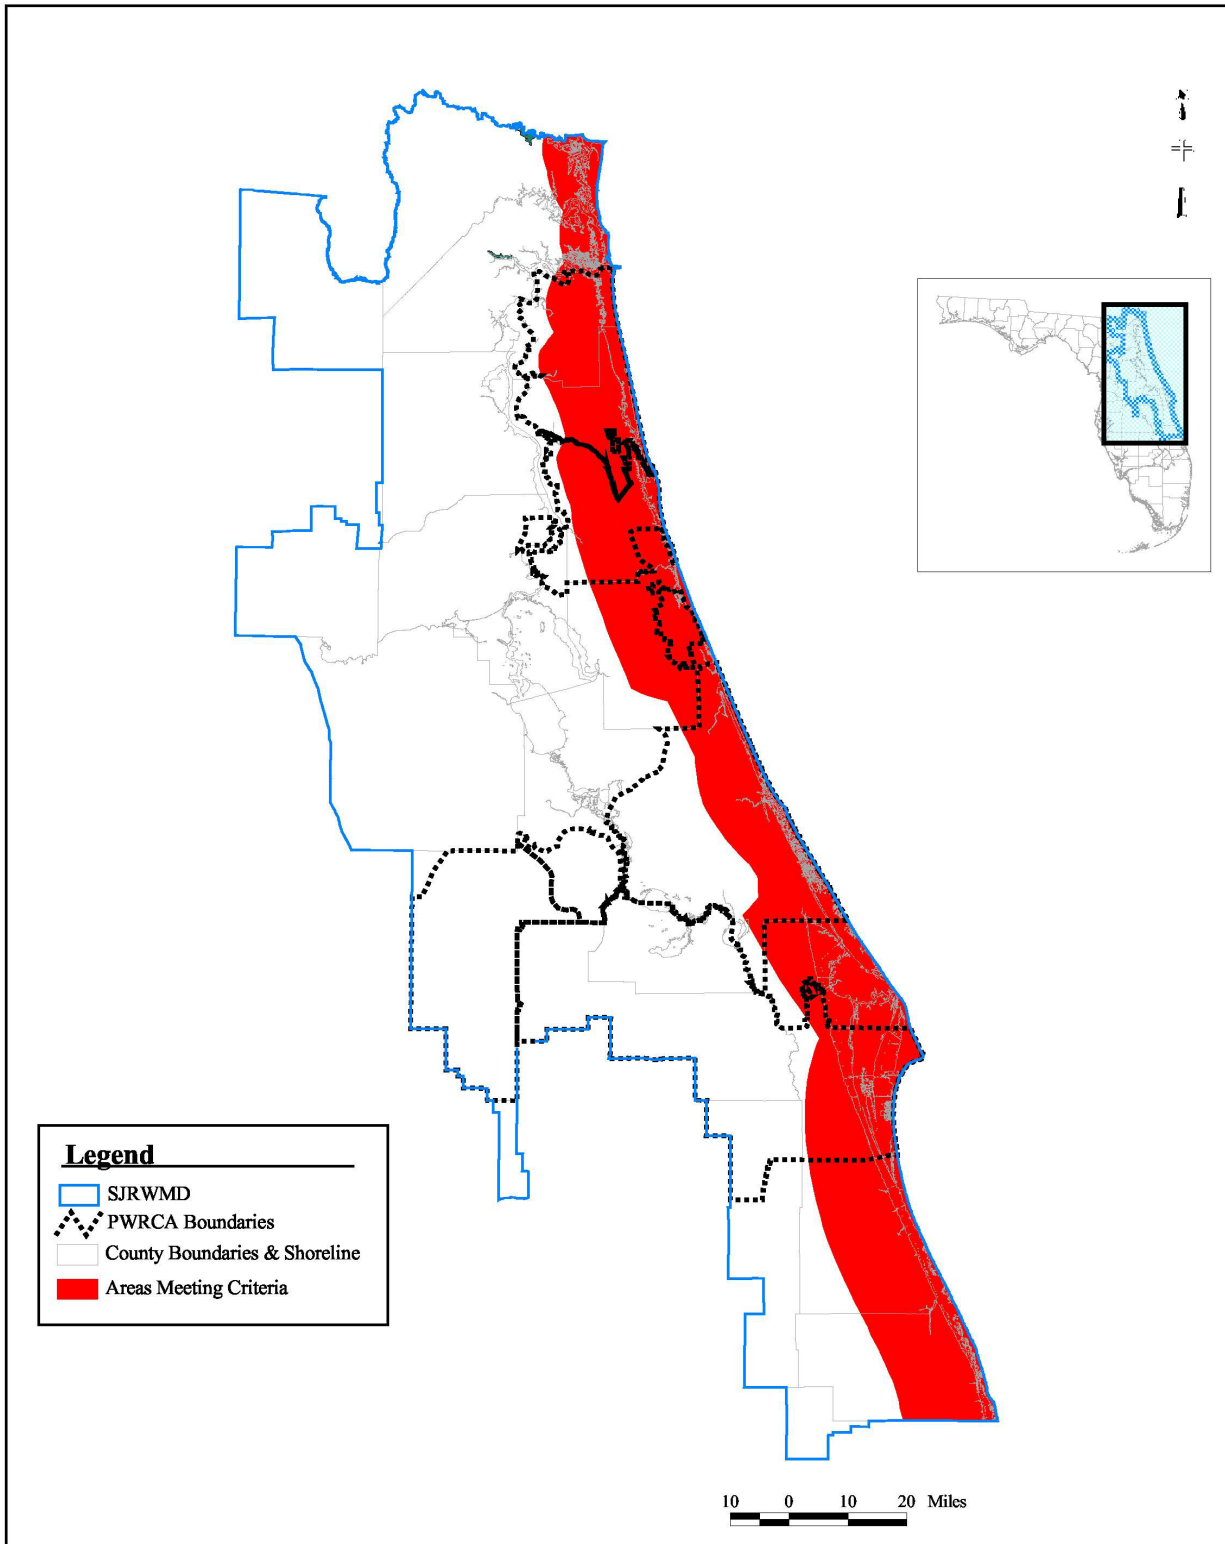 Legend
SJRWMD
PWRCA Boundaries
County Boundaries & Shoreline
Areas Meeting Criteria
10 0 10 20 Miles